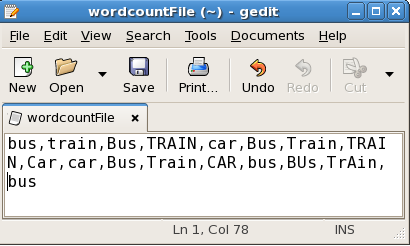 wordcountFile (~) - gedit
File Edit View Search Tools Documents Help
New Open Save Print... Undo Redo Cut
wordcountFile
bus,train,Bus,TRAIN,car,Bus,Train,TRAI
N,Car,car,Bus,Train,CAR,bus,BUs,TrAin,
bus
Ln 1, Col 78 INS